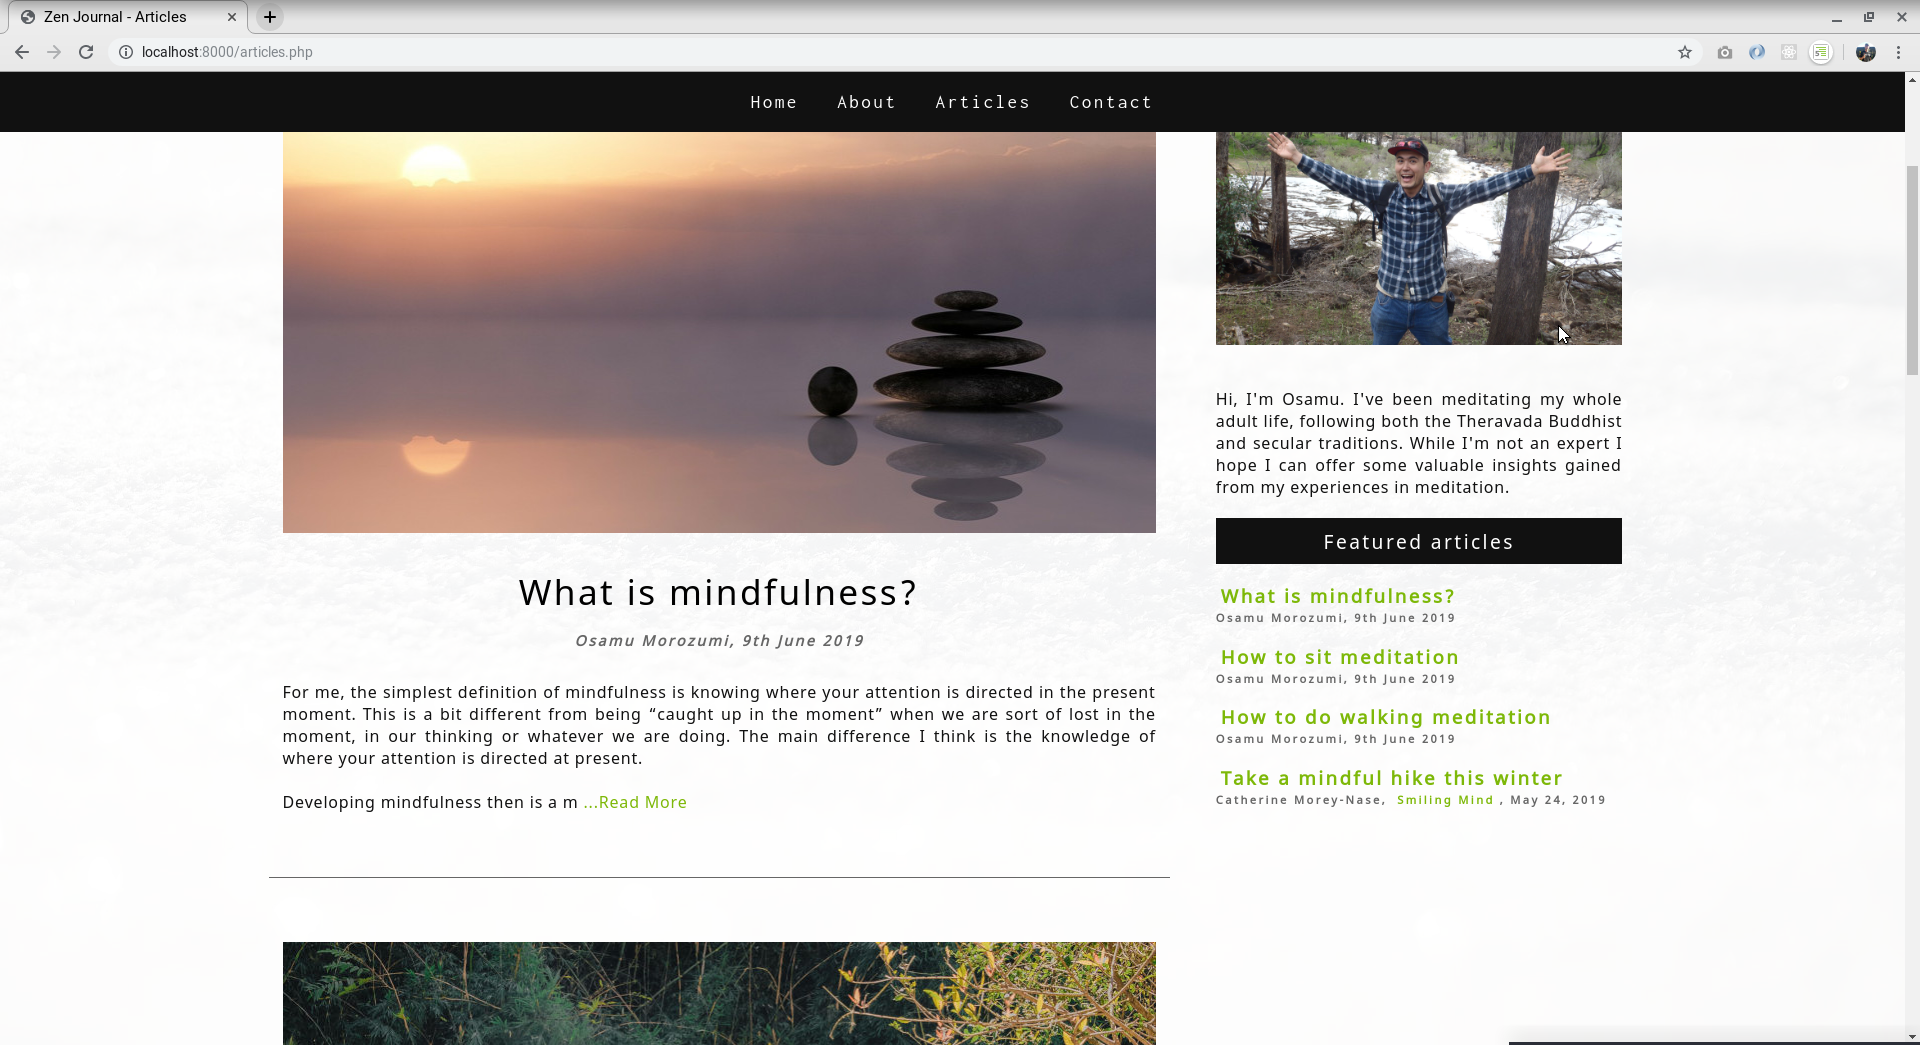 Zen Journal - Articles
localhost:8000/articles.php
Home About Articles Contact
What is mindfulness?
Osamu Morozumi, 9th June 2019
For me, the simplest definition of mindfulness is knowing where your attention is directed in the present
moment. This is a bit different from being “caught up in the moment” when we are sort of lost in the
moment, in our thinking or whatever we are doing. The main difference I think is the knowledge of
where your attention is directed at present.
Developing mindfulness then is a m ...Read More
Hi, I'm Osamu. I've been meditating my whole
adult life, following both the Theravada Buddhist
and secular traditions. While I'm not an expert I
hope I can offer some valuable insights gained
from my experiences in meditation.
Featured articles
What is mindfulness?
Osamu Morozumi, 9th June 2019
How to sit meditation
Osamu Morozumi, 9th June 2019
How to do walking meditation
Osamu Morozumi, 9th June 2019
Take a mindful hike this winter
Catherine Morey-Nase, Smiling Mind , May 24, 2019